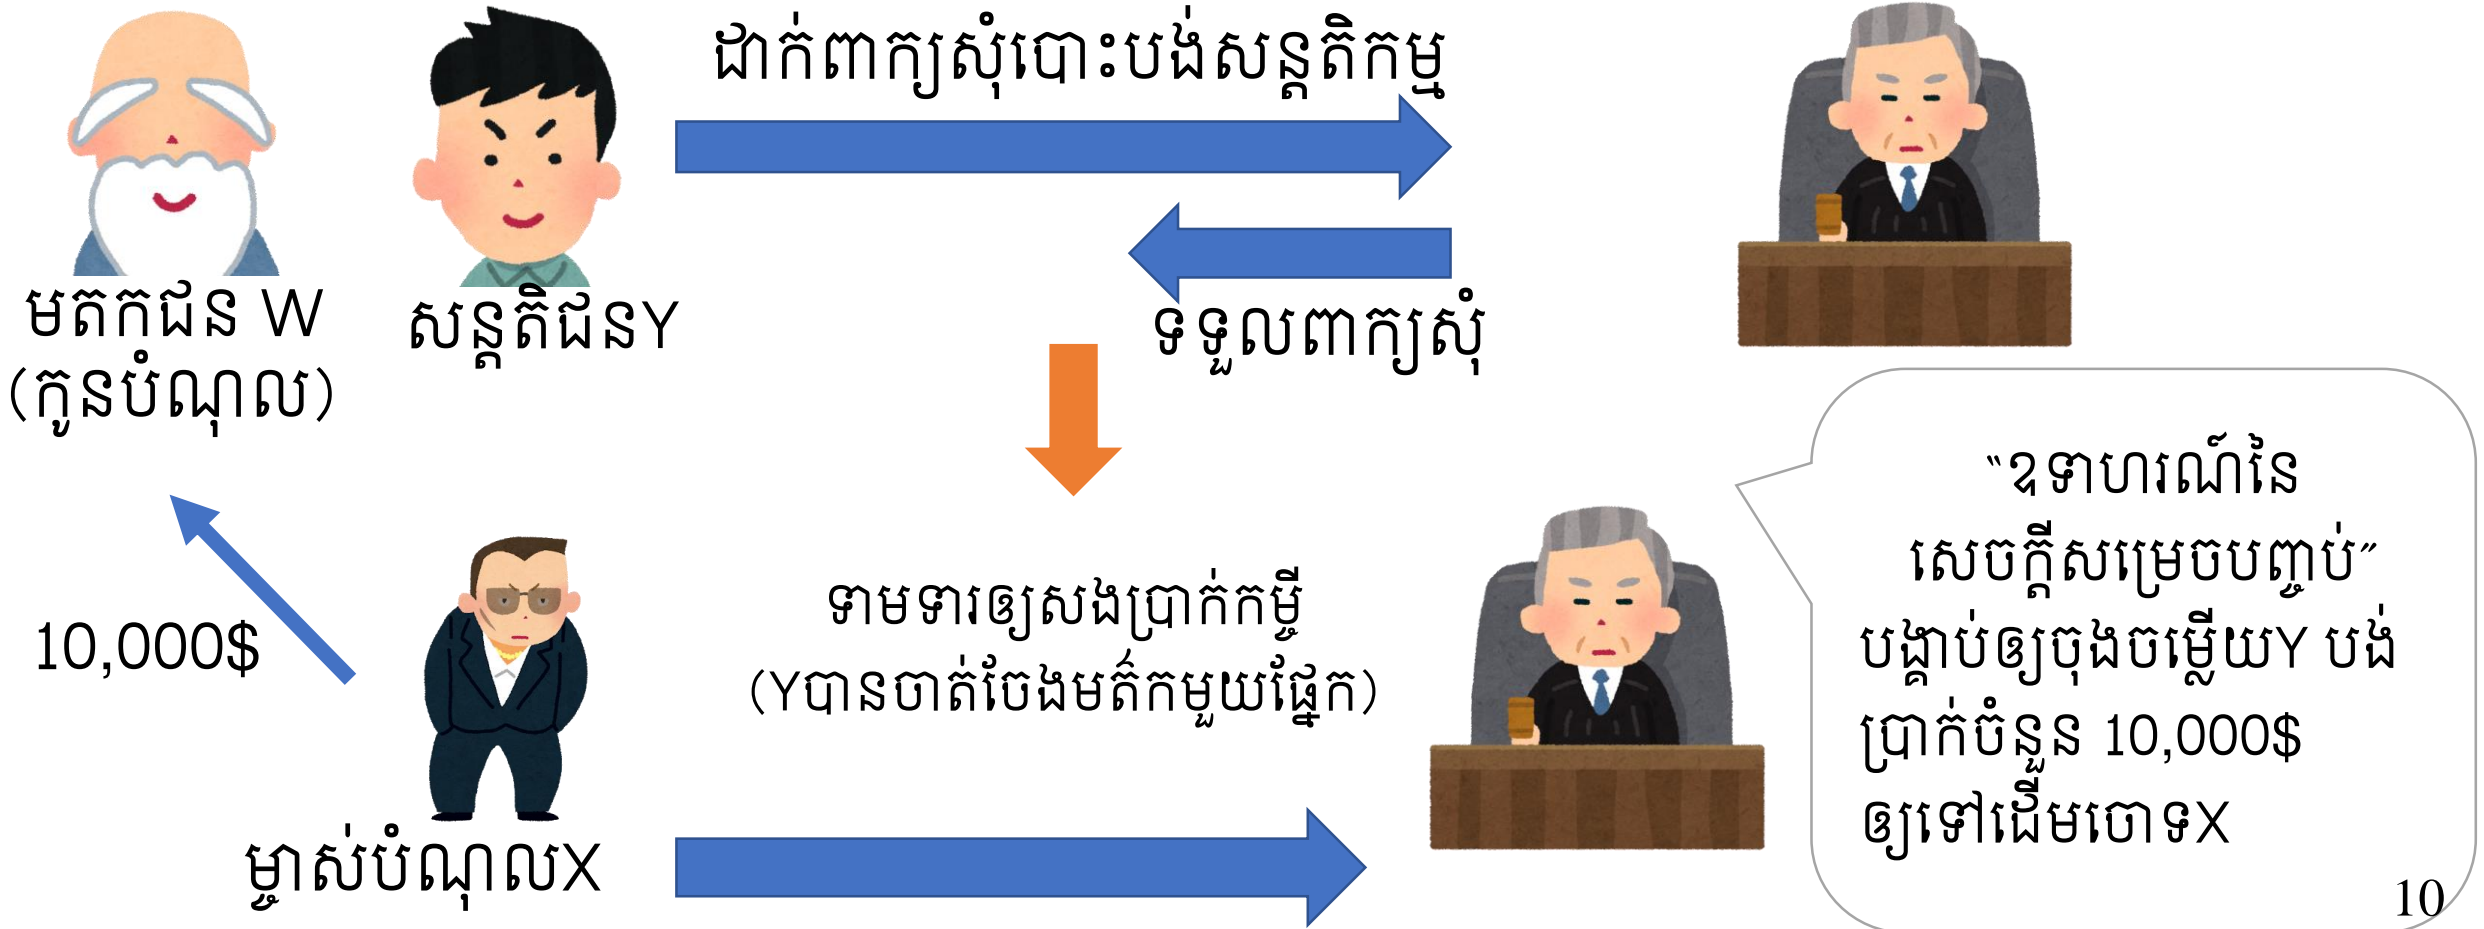 ដាក់ពាក្យសុំបោះបង់សន្តតិកម្ម
ទទួលពាក្យសុំ
មតកជន W
(កូនបំណុល)
សន្តតិជនY
10,000$
ម្ចាស់បំណុលX
ទាមទារឲ្យសងប្រាក់កម្ចី
(Yបានចាត់ចែងមត៌កមួយផ្នែក)
“ឧទាហរណ៍នៃ
សេចក្តីសម្រេចបញ្ចប់”
បង្គាប់ឲ្យចុងចម្លើយY បង់
ប្រាក់ចំនួន 10,000$
ឲ្យទៅដើមចោទX
10